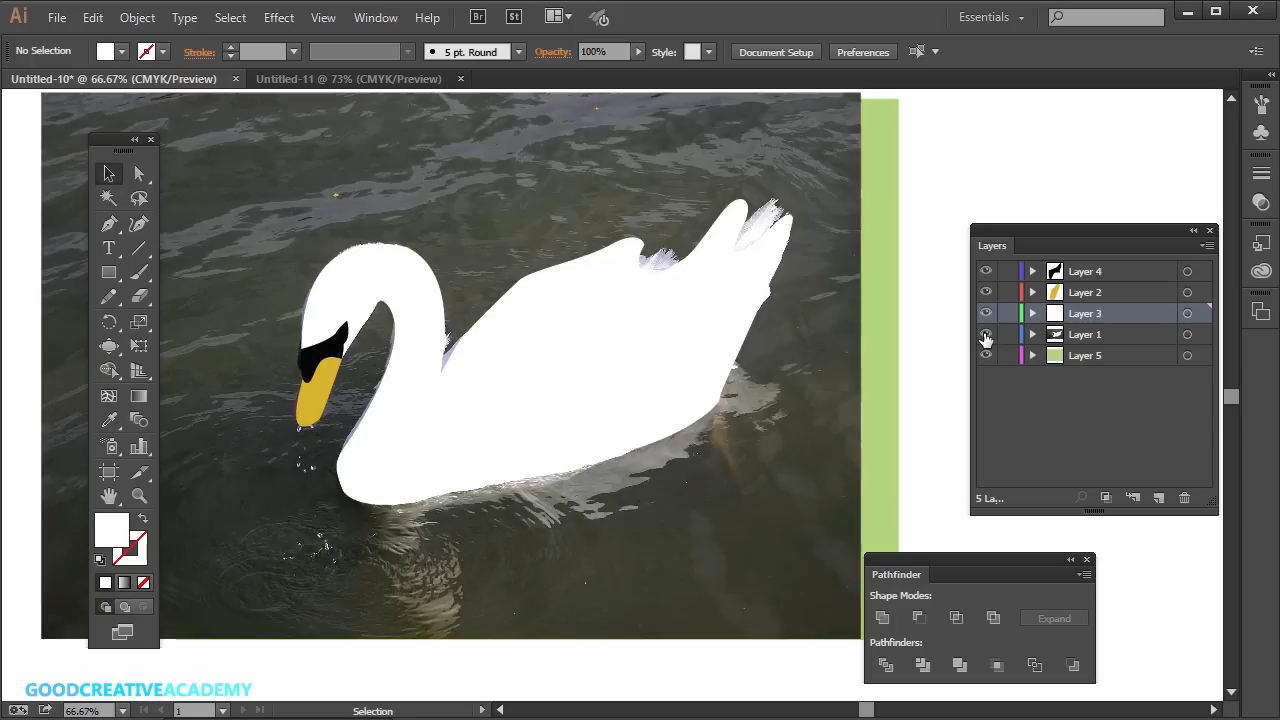 Ai File Edit Object Type Select Effect View Window Help Br St Essentials
No Selection Stroke: 5 pt. Round Opacity: 100% Style: Document Setup Preferences
Untitled-10* @ 66.67% (CMYK/Preview) × Untitled-11 @ 73% (CMYK/Preview) ×
Layers
Layer 4
Layer 2
Layer 3
Layer 1
Layer 5
5 La...
Pathfinder
Shape Modes:
Expand
Pathfinders:
GOODCREATIVEACADEMY
66.67% 1 Selection